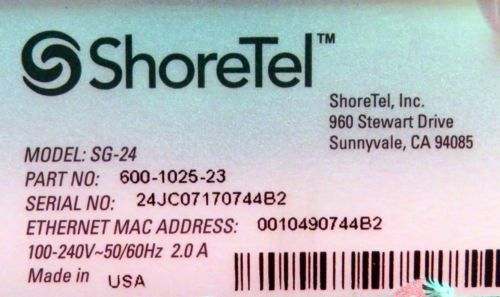 ShoreTel™
ShoreTel, Inc.
960 Stewart Drive
Sunnyvale, CA 94085
MODEL: SG-24
PART NO: 600-1025-23
SERIAL NO: 24JC07170744B2
ETHERNET MAC ADDRESS: 0010490744B2
100-240V~50/60Hz 2.0 A
Made in USA